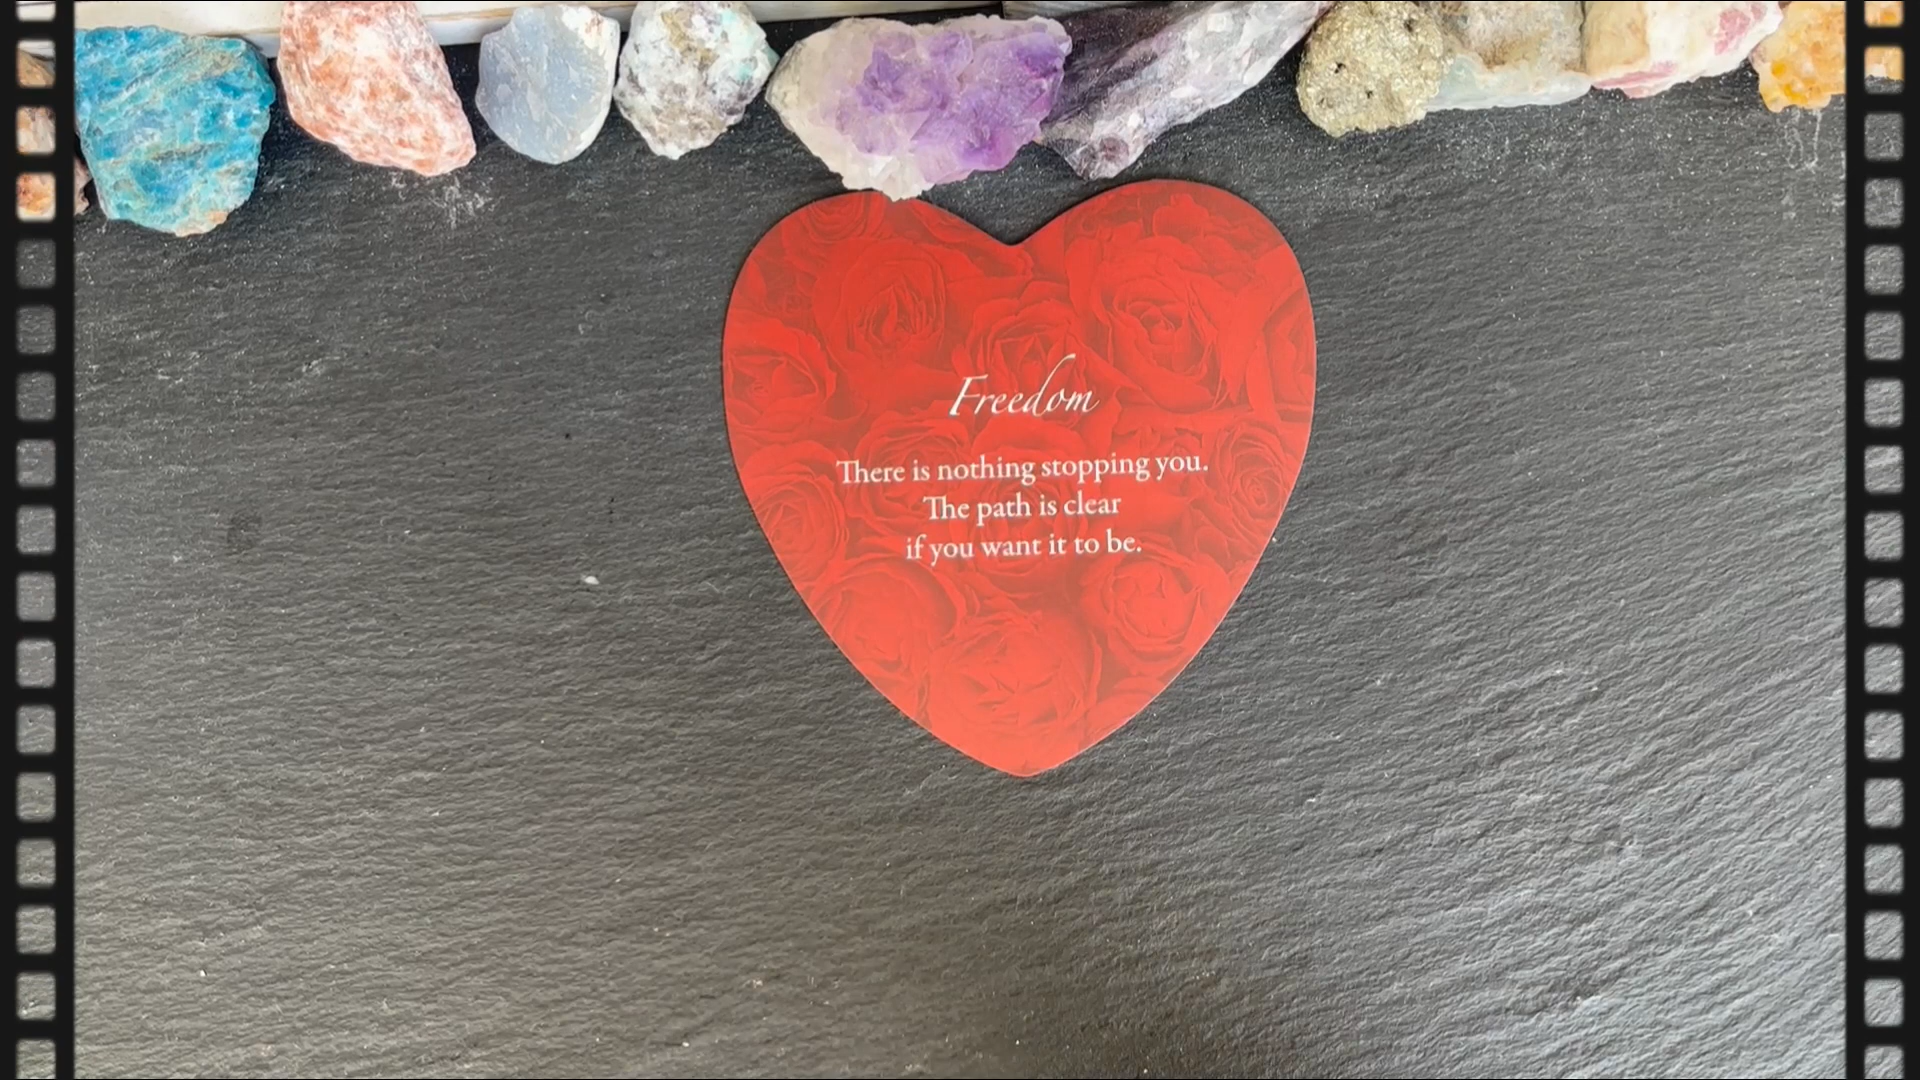 Freedom
There is nothing stopping you.
The path is clear
if you want it to be.